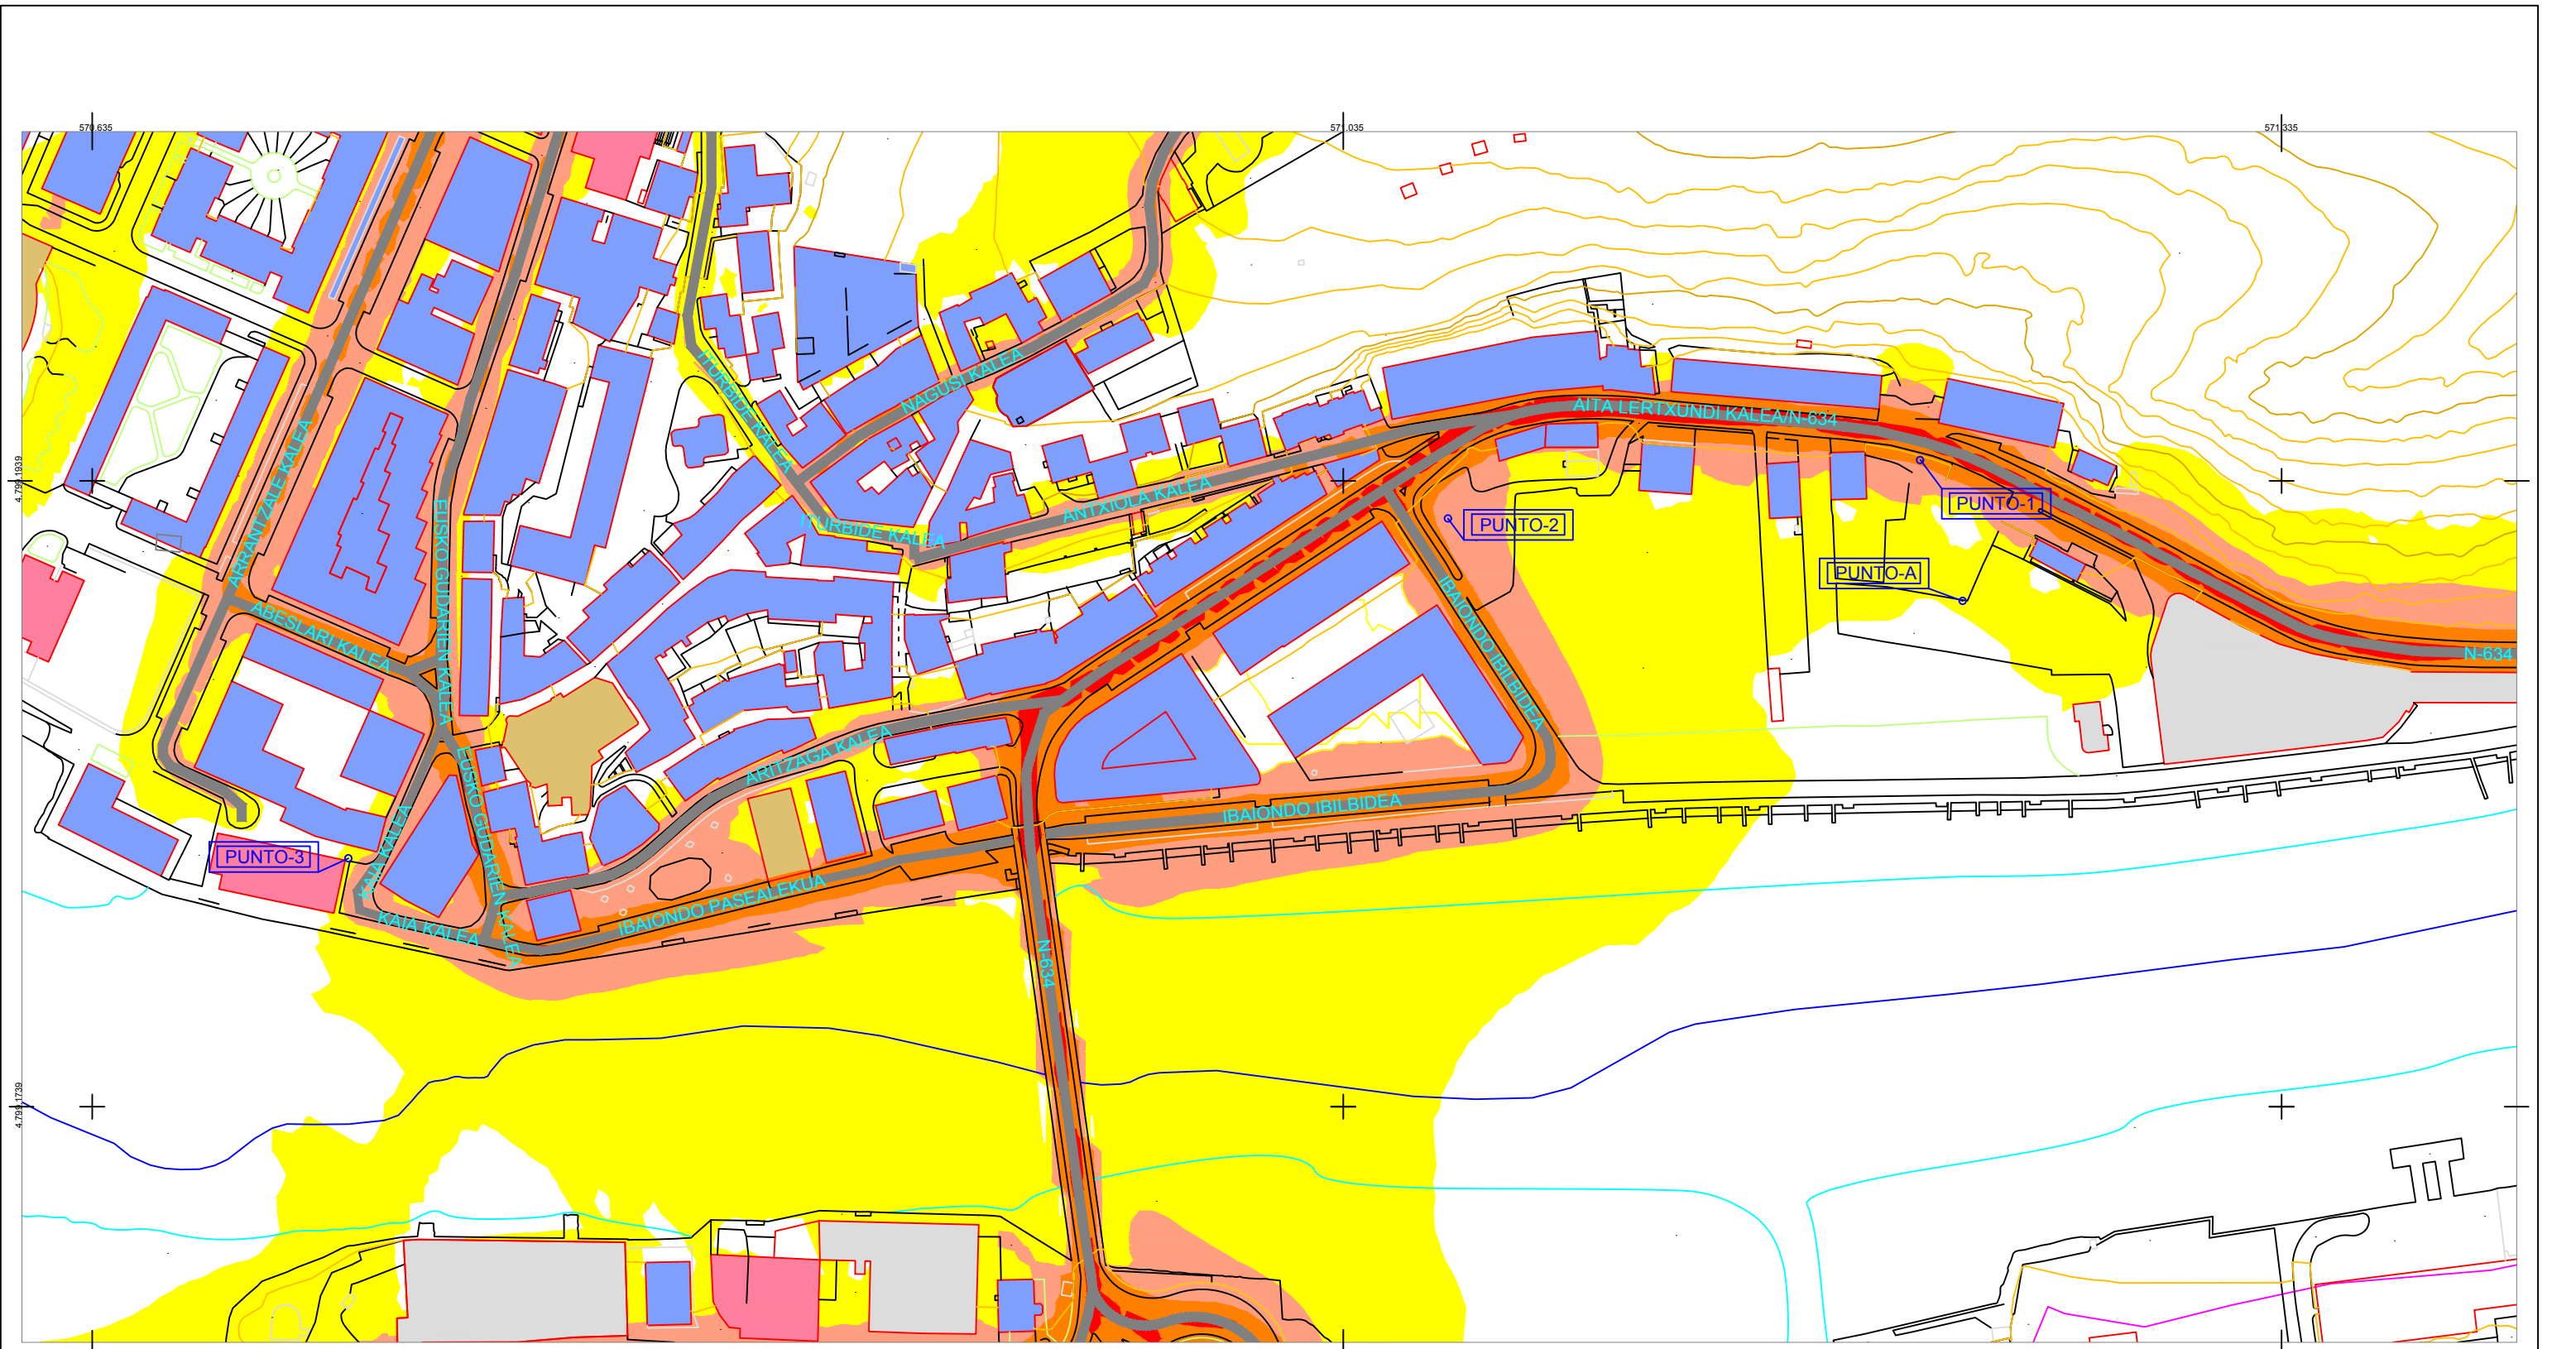 570.635
571.035
571.335
4.799.1939
4.799.1739
ITURBIDE KALEA
NAGUSI KALEA
AITA LERTXUNDI KALEA/N-634
ARRANTZALE KALEA
EUSKO GUDARIEN KALEA
ITURBIDE KALEA
ANTXIOLA KALEA
PUNTO-1
PUNTO-2
PUNTO-A
ABESLARI KALEA
IBAIONDO IBILBIDEA
N-634
EUSKO GUDARIEN KALEA
ARITZAGA KALEA
IBAIONDO IBILBIDEA
PUNTO-3
KAIA KALEA
KAIA KALEA
IBAIONDO PASEALEKUA
N-634